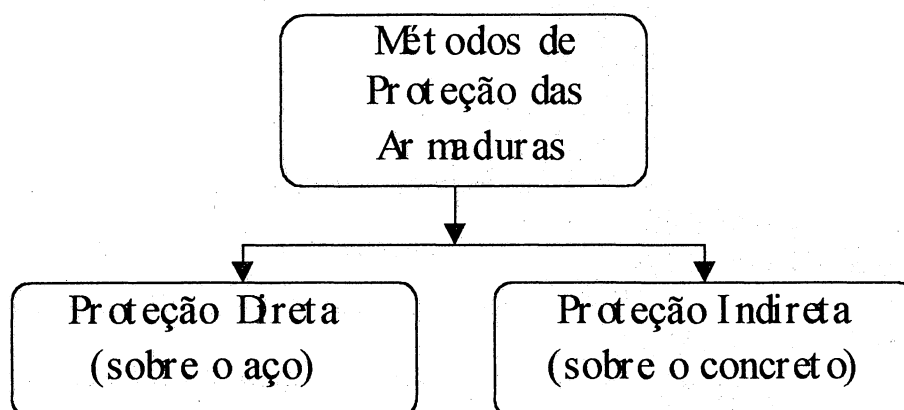 Métodos de
Proteção das
Armaduras
Proteção Direta
(sobre o aço)
Proteção Indireta
(sobre o concreto)